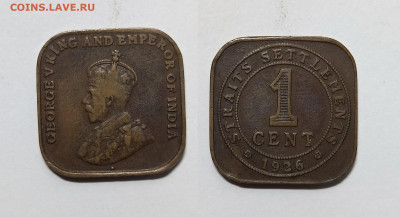 COINS.LAVE.RU
GEORGE V KING AND EMPEROR OF INDIA
STRAITS SETTLEMENTS
1
CENT
1926